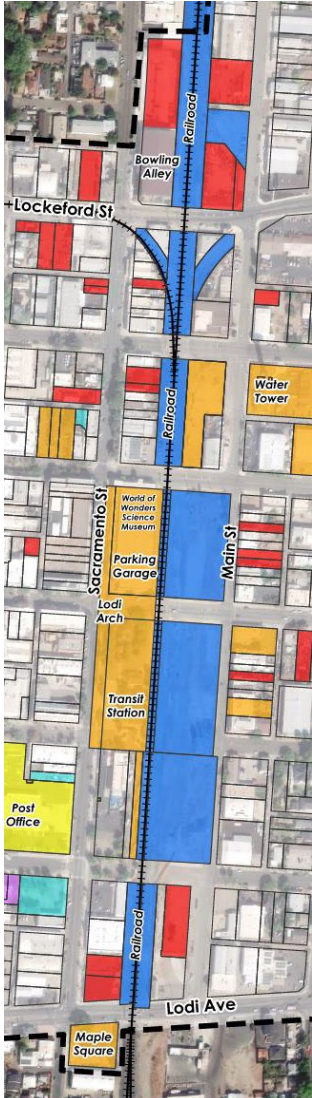 Railroad
Bowling
Alley
Lockeford St
Railroad
Water
Tower
Sacramento St
World of
Wonders
Science
Museum
Parking
Garage
Main St
Lodi
Arch
Transit
Station
Post
Office
Railroad
Lodi Ave
Maple
Square